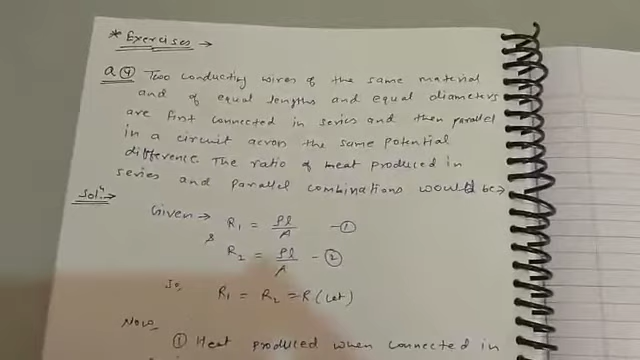 * Exercises →
Q④ Two conducting wires of the same material
and of equal lengths and equal diameters
are first connected in series and then parallel
in a circuit across the same potential
difference. The ratio of heat produced in
series and parallel combinations would be →
Solⁿ →
Given → R₁ = ρl/A - ①
& R₂ = ρl/A - ②
So, R₁ = R₂ = R (let)
Now,
① Heat produced when connected in